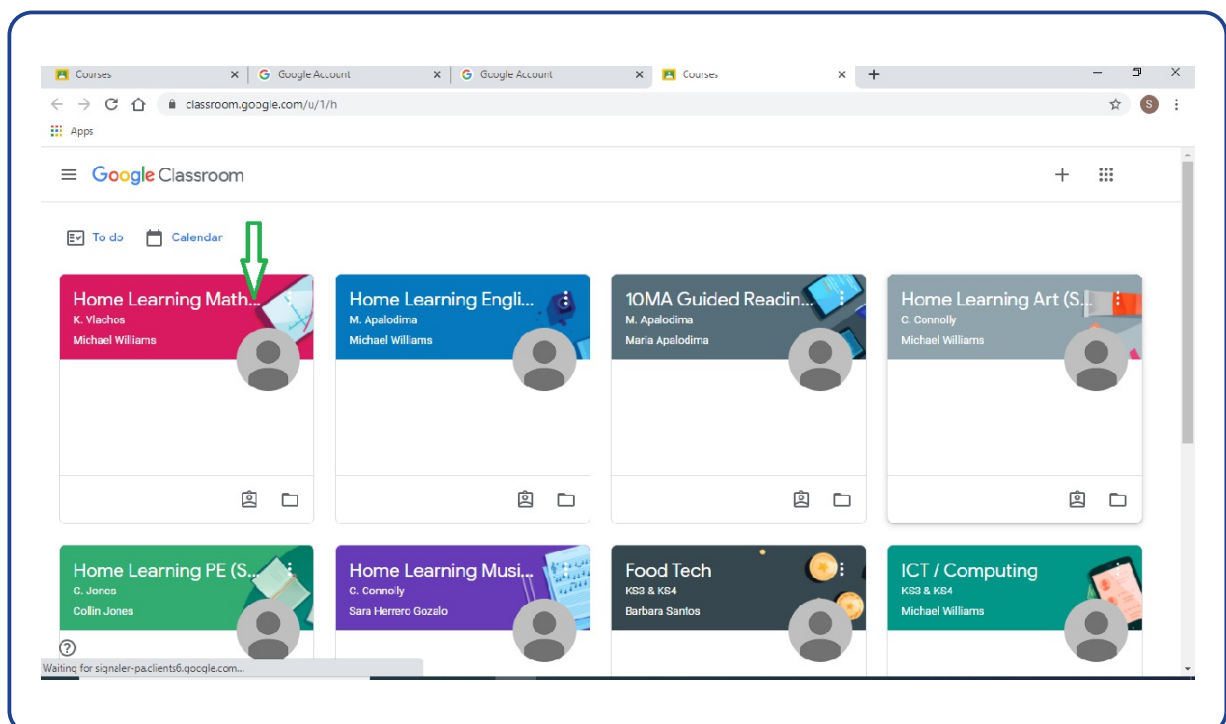 Courses
Google Account
Google Account
Courses
classroom.google.com/u/1/h
S
Apps
Google Classroom
To do
Calendar
Home Learning Math...
K. Vlachos
Michael Williams
Home Learning Engli...
M. Apalodima
Michael Williams
10MA Guided Readin...
M. Apalodima
Maria Apalodima
Home Learning Art (S...
C. Connolly
Michael Williams
Home Learning PE (S...
C. Jones
Collin Jones
Home Learning Musi...
C. Connolly
Sara Herrero Gozalo
Food Tech
KS3 & KS4
Barbara Santos
ICT / Computing
KS3 & KS4
Michael Williams
Waiting for signaler-pa.clients6.google.com...